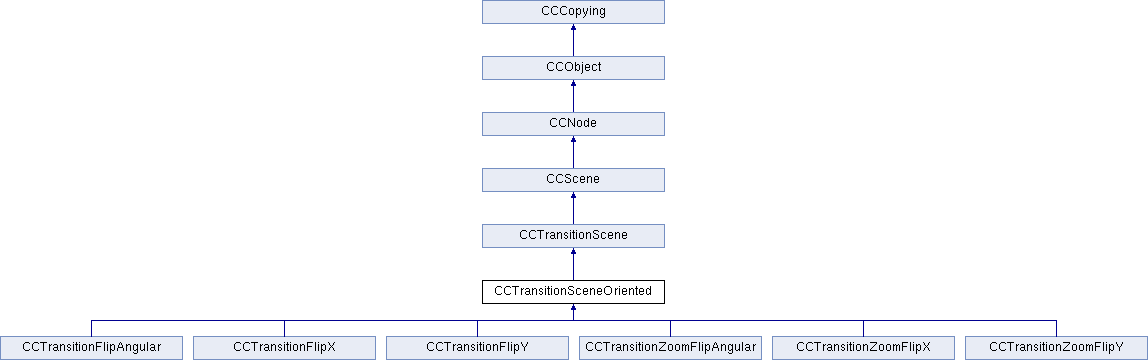 CCCopying
CCObject
CCNode
CCScene
CCTransitionScene
CCTransitionSceneOriented
CCTransitionFlipAngular
CCTransitionFlipX
CCTransitionFlipY
CCTransitionZoomFlipAngular
CCTransitionZoomFlipX
CCTransitionZoomFlipY